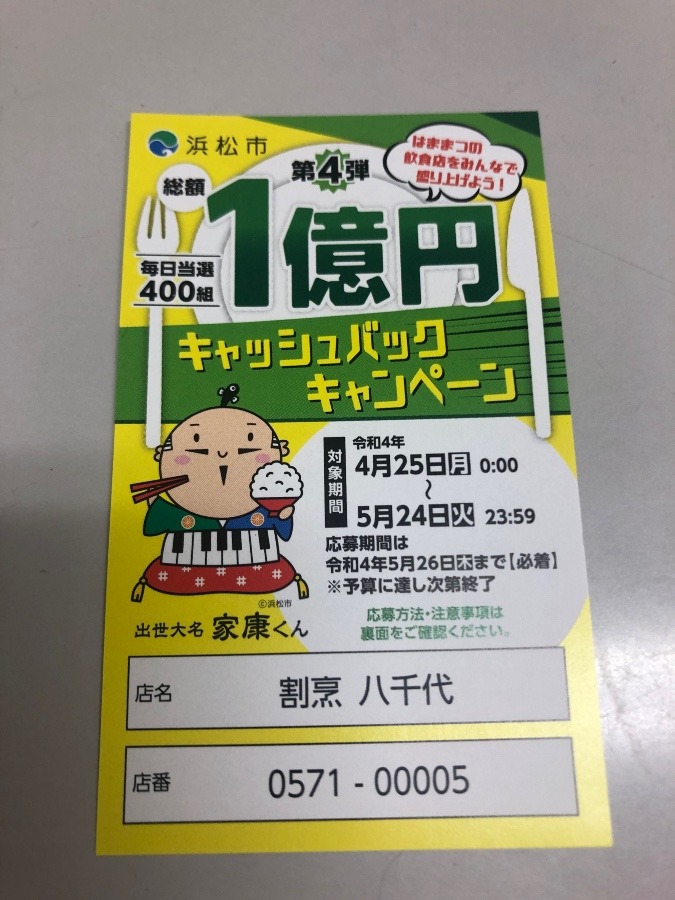 浜松市
はままつの
飲食店をみんなで
盛り上げよう!
第4弾
総額
1億円
毎日当選
400組
キャッシュバック
キャンペーン
対象期間
令和4年
4月25日月 0:00
~
5月24日火 23:59
応募期間は
令和4年5月26日木まで【必着】
※予算に達し次第終了
©浜松市
出世大名 家康くん
応募方法・注意事項は
裏面をご確認ください。
店名 割烹 八千代
店番 0571-00005